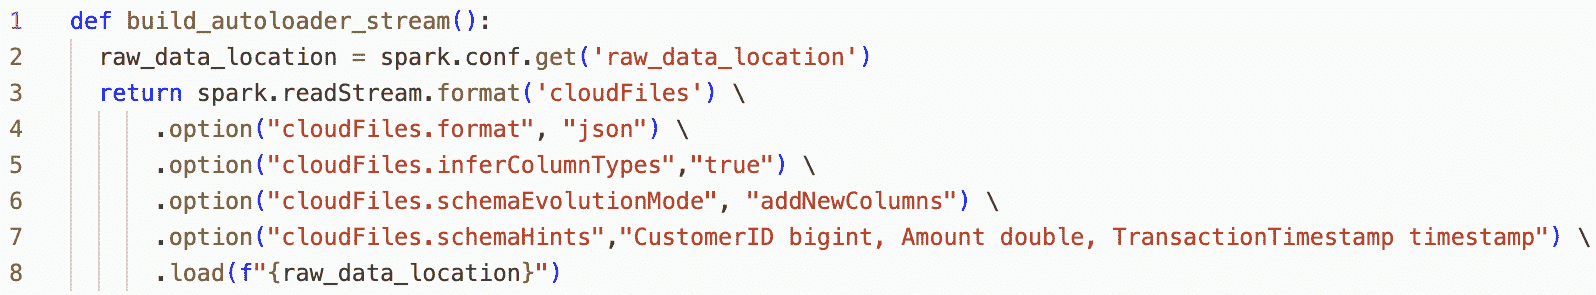 1 def build_autoloader_stream():
2 raw_data_location = spark.conf.get('raw_data_location')
3 return spark.readStream.format('cloudFiles') \
4 .option("cloudFiles.format", "json") \
5 .option("cloudFiles.inferColumnTypes","true") \
6 .option("cloudFiles.schemaEvolutionMode", "addNewColumns") \
7 .option("cloudFiles.schemaHints","CustomerID bigint, Amount double, TransactionTimestamp timestamp") \
8 .load(f"{raw_data_location}")